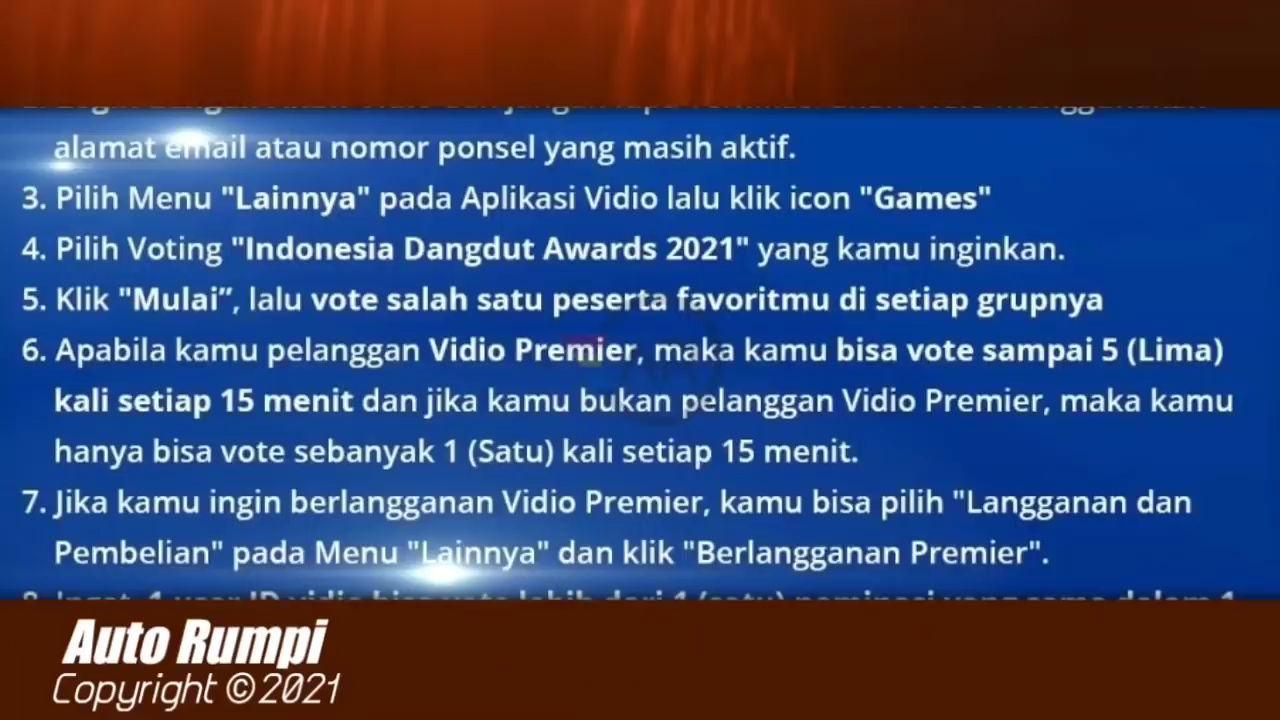 alamat email atau nomor ponsel yang masih aktif.
3. Pilih Menu "Lainnya" pada Aplikasi Vidio lalu klik icon "Games"
4. Pilih Voting "Indonesia Dangdut Awards 2021" yang kamu inginkan.
5. Klik "Mulai”, lalu vote salah satu peserta favoritmu di setiap grupnya
6. Apabila kamu pelanggan Vidio Premier, maka kamu bisa vote sampai 5 (Lima)
kali setiap 15 menit dan jika kamu bukan pelanggan Vidio Premier, maka kamu
hanya bisa vote sebanyak 1 (Satu) kali setiap 15 menit.
7. Jika kamu ingin berlangganan Vidio Premier, kamu bisa pilih "Langganan dan
Pembelian" pada Menu "Lainnya" dan klik "Berlangganan Premier".
Auto Rumpi
Copyright ©2021